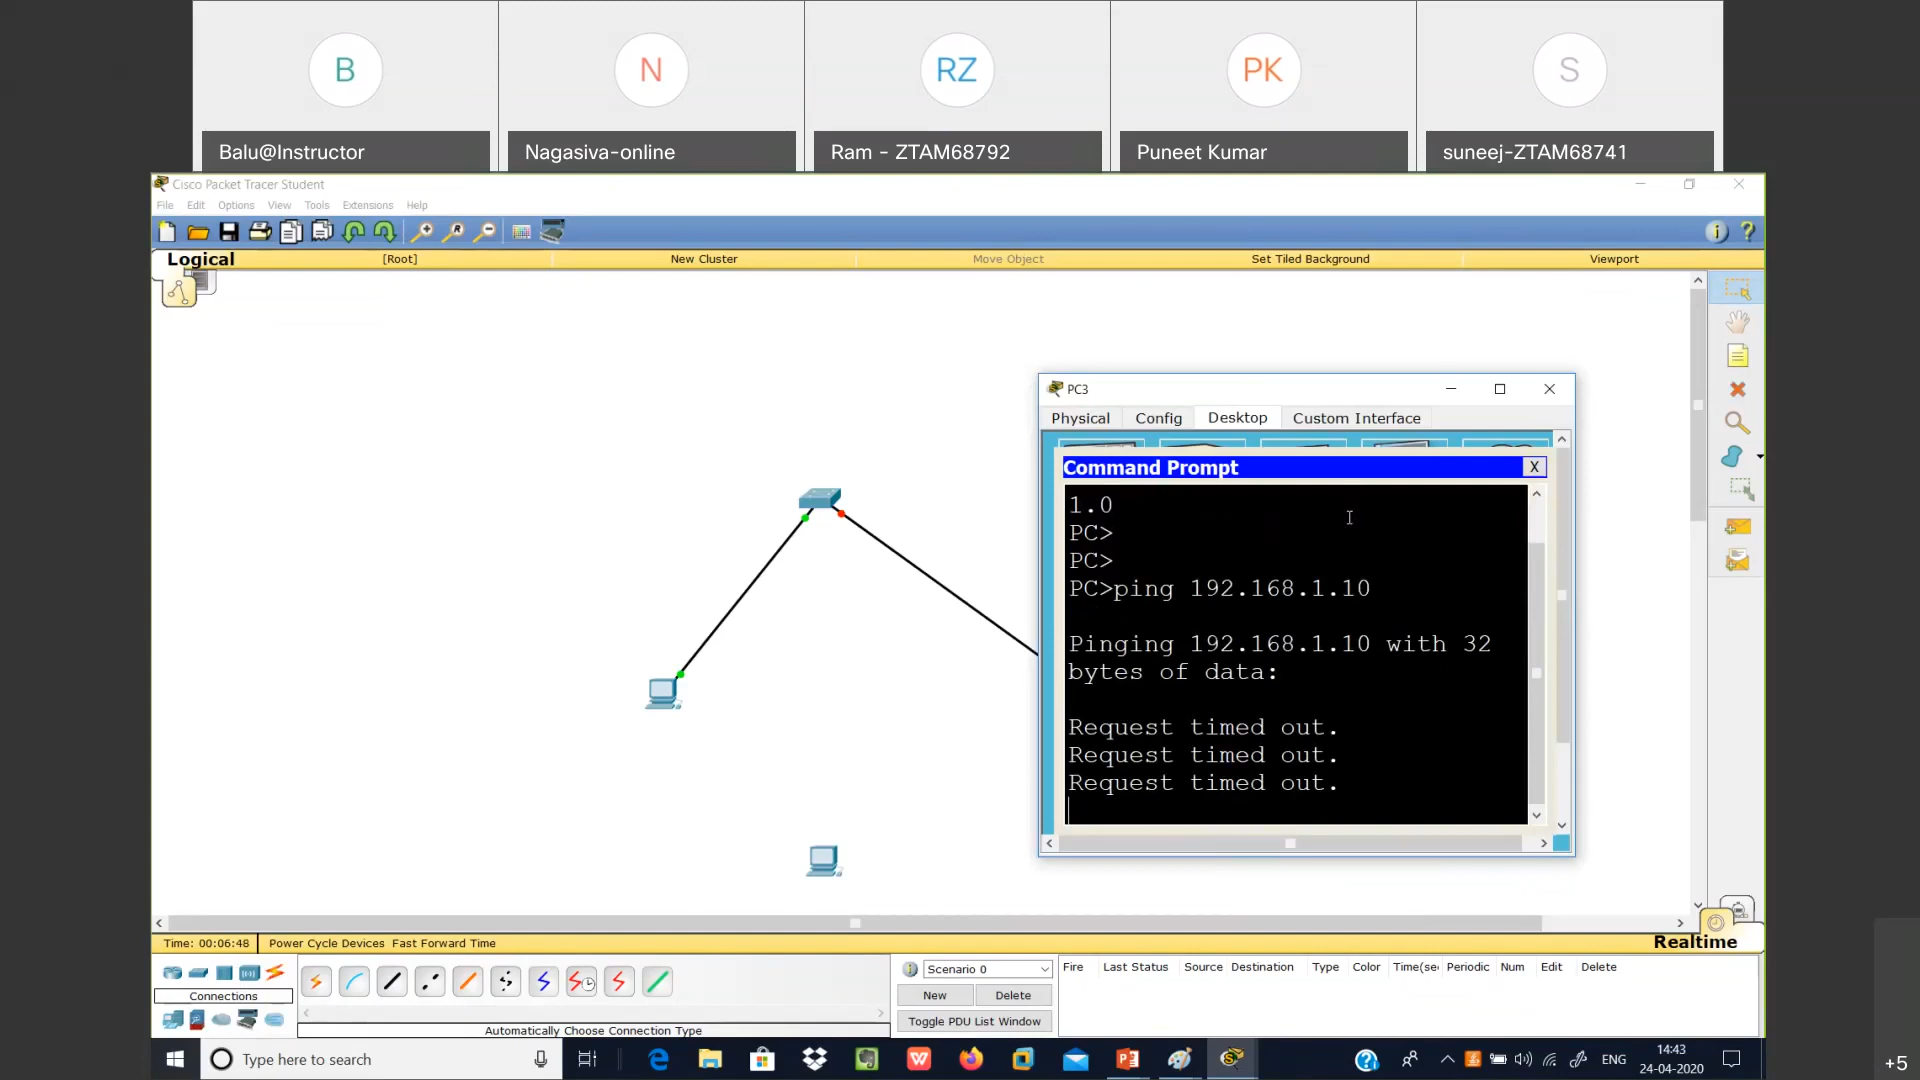 B
N
RZ
PK
S
Balu@Instructor
Nagasiva-online
Ram - ZTAM68792
Puneet Kumar
suneej-ZTAM68741
Cisco Packet Tracer Student
File Edit Options View Tools Extensions Help
Logical
[Root]
New Cluster
Move Object
Set Tiled Background
Viewport
PC3
Physical Config Desktop Custom Interface
Command Prompt
X
1.0
PC>
PC>
PC>ping 192.168.1.10
Pinging 192.168.1.10 with 32
bytes of data:
Request timed out.
Request timed out.
Request timed out.
Time: 00:06:48
Power Cycle Devices Fast Forward Time
Realtime
Connections
Automatically Choose Connection Type
Scenario 0
New
Delete
Toggle PDU List Window
Fire Last Status Source Destination Type Color Time(sec Periodic Num Edit Delete
Type here to search
ENG
14:43
24-04-2020
+5